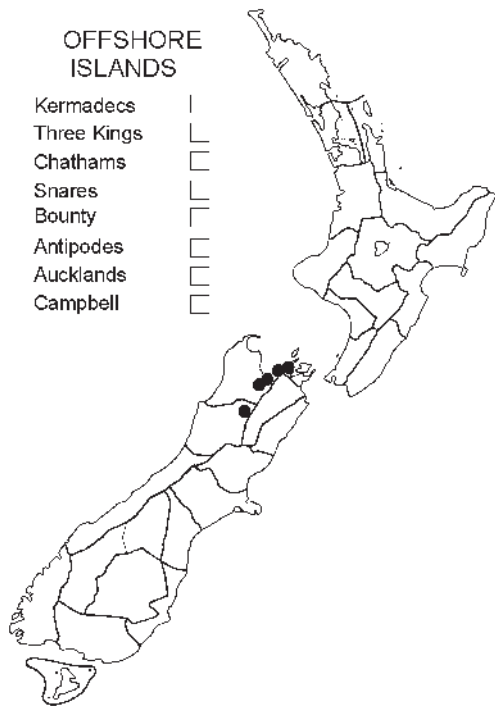 OFFSHORE
ISLANDS
Kermadecs
Three Kings
Chathams
Snares
Bounty
Antipodes
Aucklands
Campbell